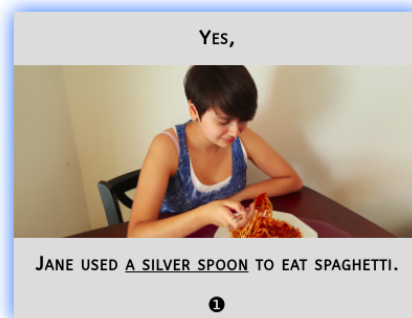 Yes,
Jane used a silver spoon to eat spaghetti.
❶